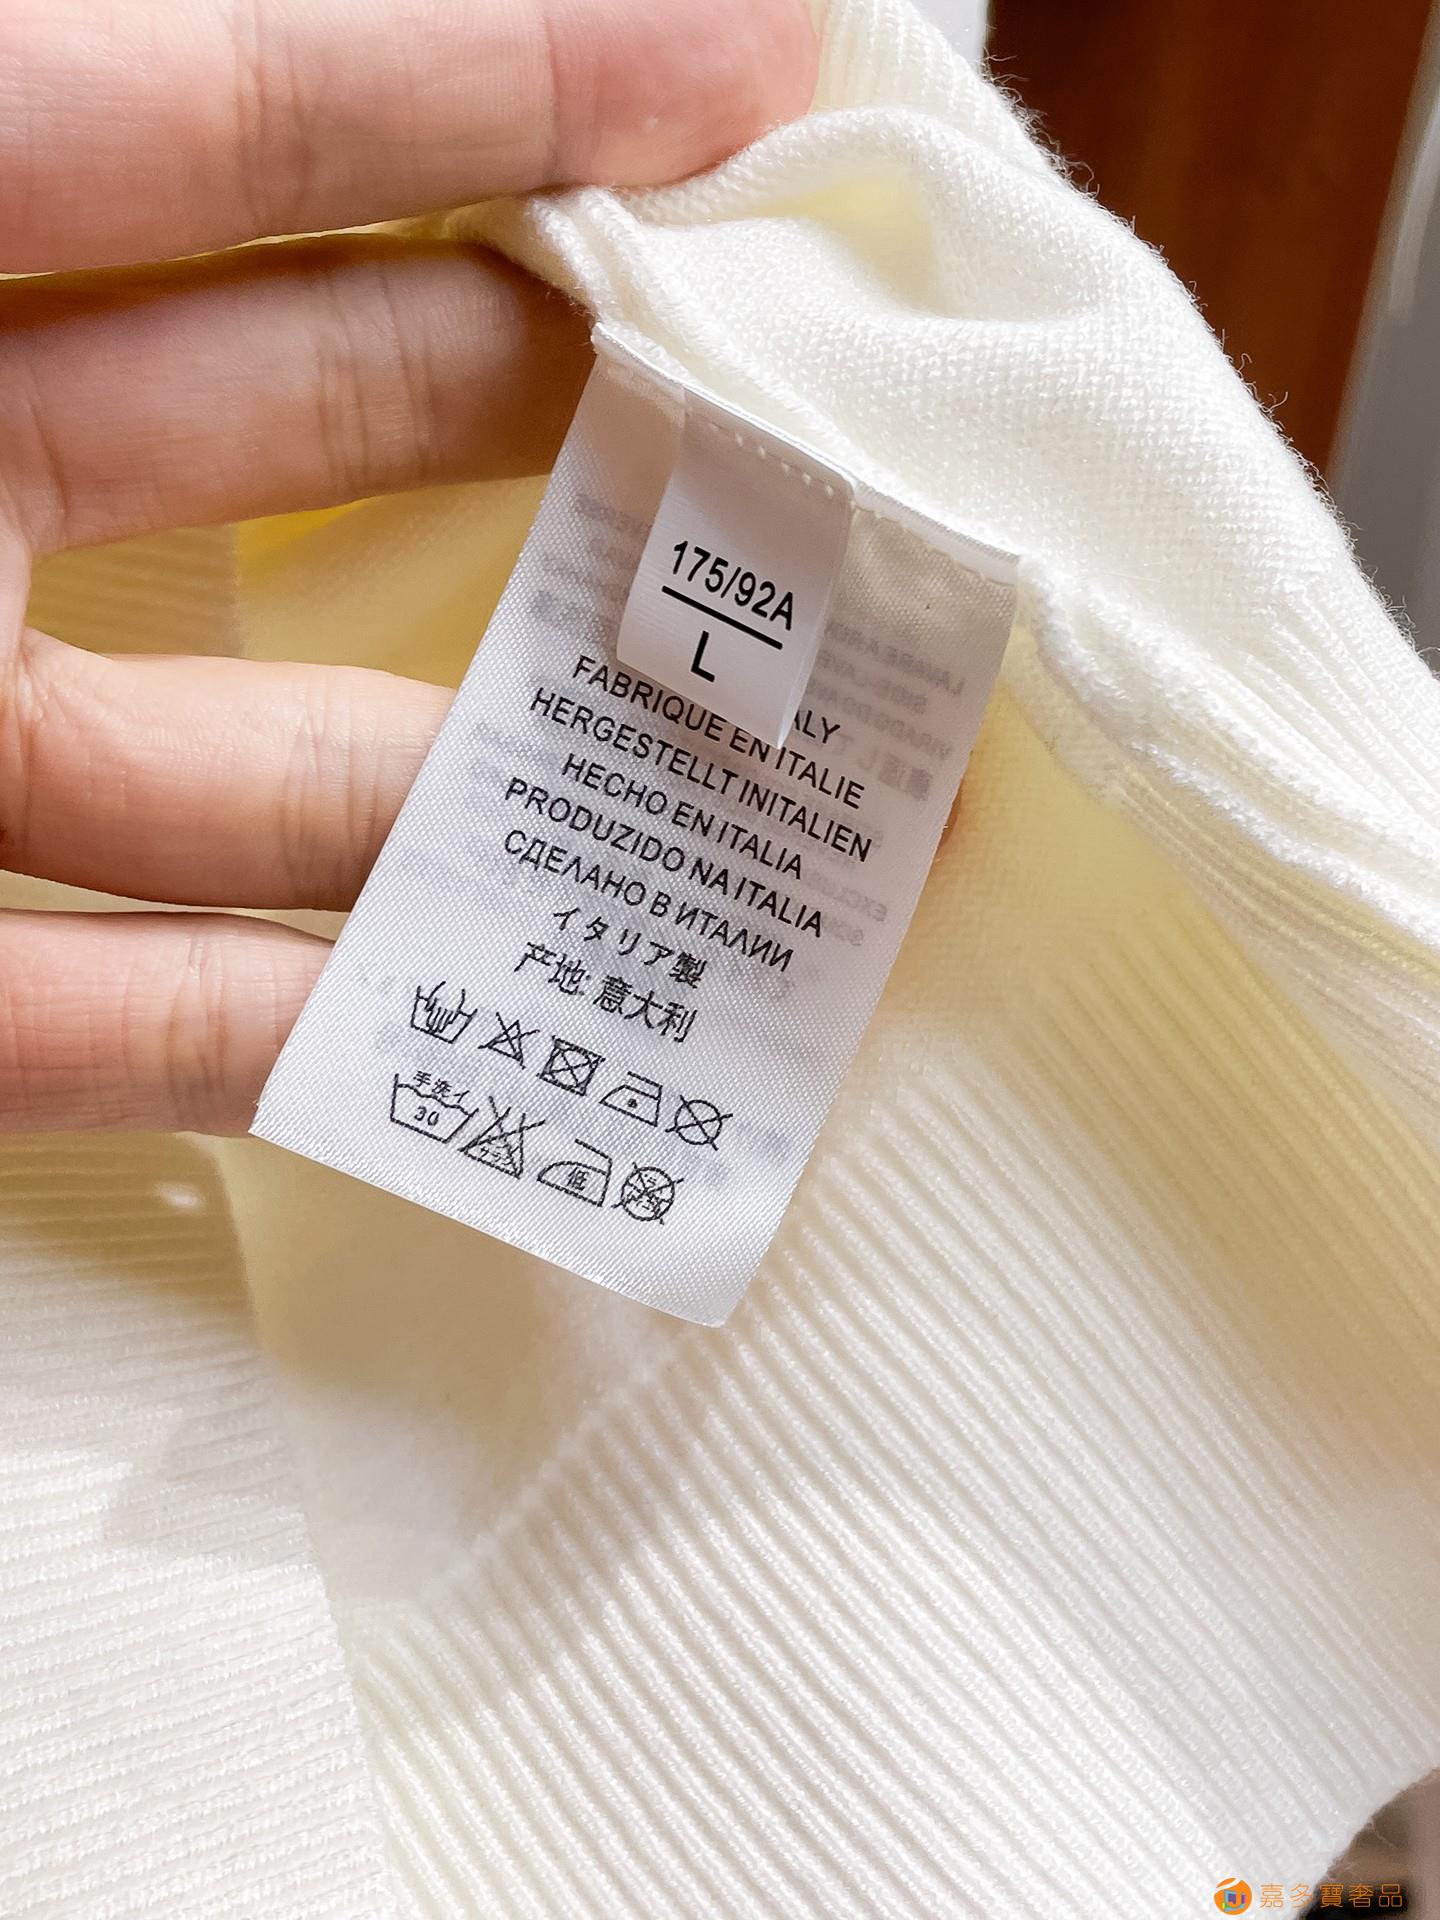 175/92A
L
ALY
FABRIQUE EN ITALIE
HERGESTELLT INITALIEN
HECHO EN ITALIA
PRODUZIDO NA ITALIA
СДЕЛАНО В ИТАЛИИ
イタリア製
产地: 意大利
手洗イ
30
低
嘉多寶奢品